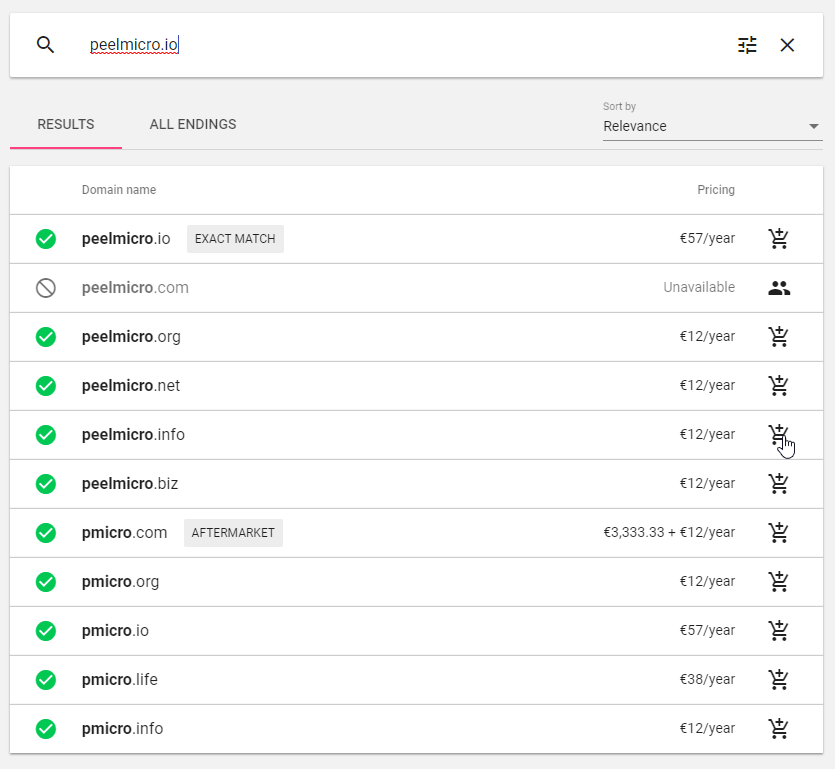 peelmicro.io
RESULTS ALL ENDINGS
Sort by
Relevance
Domain name Pricing
peelmicro.io EXACT MATCH €57/year
peelmicro.com Unavailable
peelmicro.org €12/year
peelmicro.net €12/year
peelmicro.info €12/year
peelmicro.biz €12/year
pmicro.com AFTERMARKET €3,333.33 + €12/year
pmicro.org €12/year
pmicro.io €57/year
pmicro.life €38/year
pmicro.info €12/year